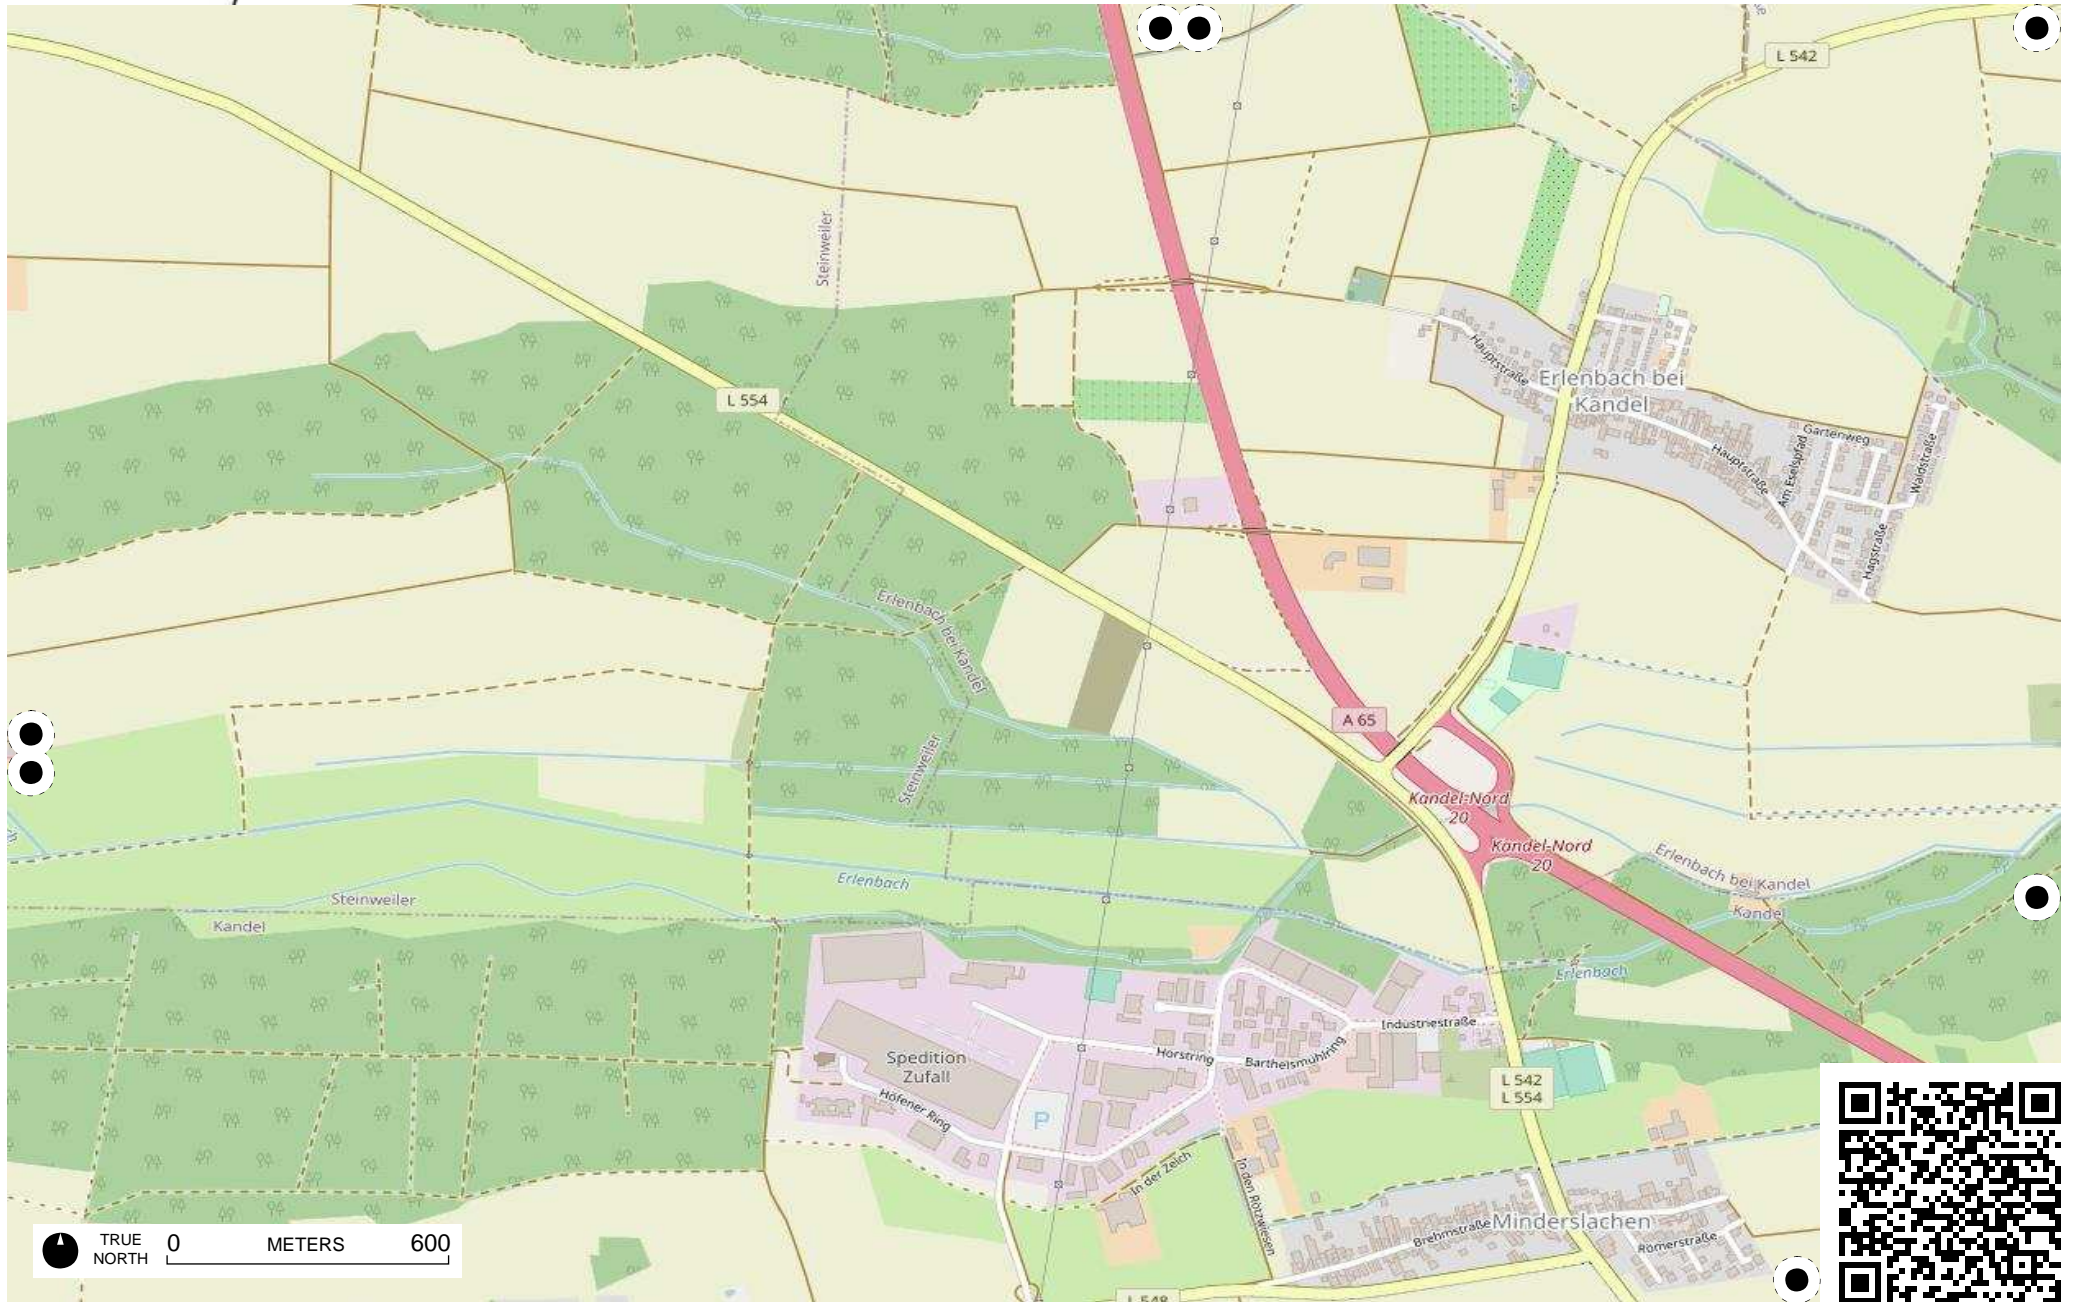 L 542
Steinweiler
Hauptstraße
Erlenbach bei
Kandel
L 554
Gartenweg
Hauptstraße
Am Eselspfad
Waldstraße
Hagstraße
Erlenbach bei Kandel
A 65
Steinweiler
Kandel-Nord
20
Kandel-Nord
20
Erlenbach bei Kandel
Kandel
Erlenbach
Steinweiler
Kandel
Erlenbach
Industriestraße
Spedition
Zufall
Horstring
Barthelsmühlring
Höfener Ring
P
L 542
L 554
In der Zelch
In den Rötzwiesen
Minderslachen
Brehmstraße
Römerstraße
TRUE
NORTH
0 METERS 600
L 548